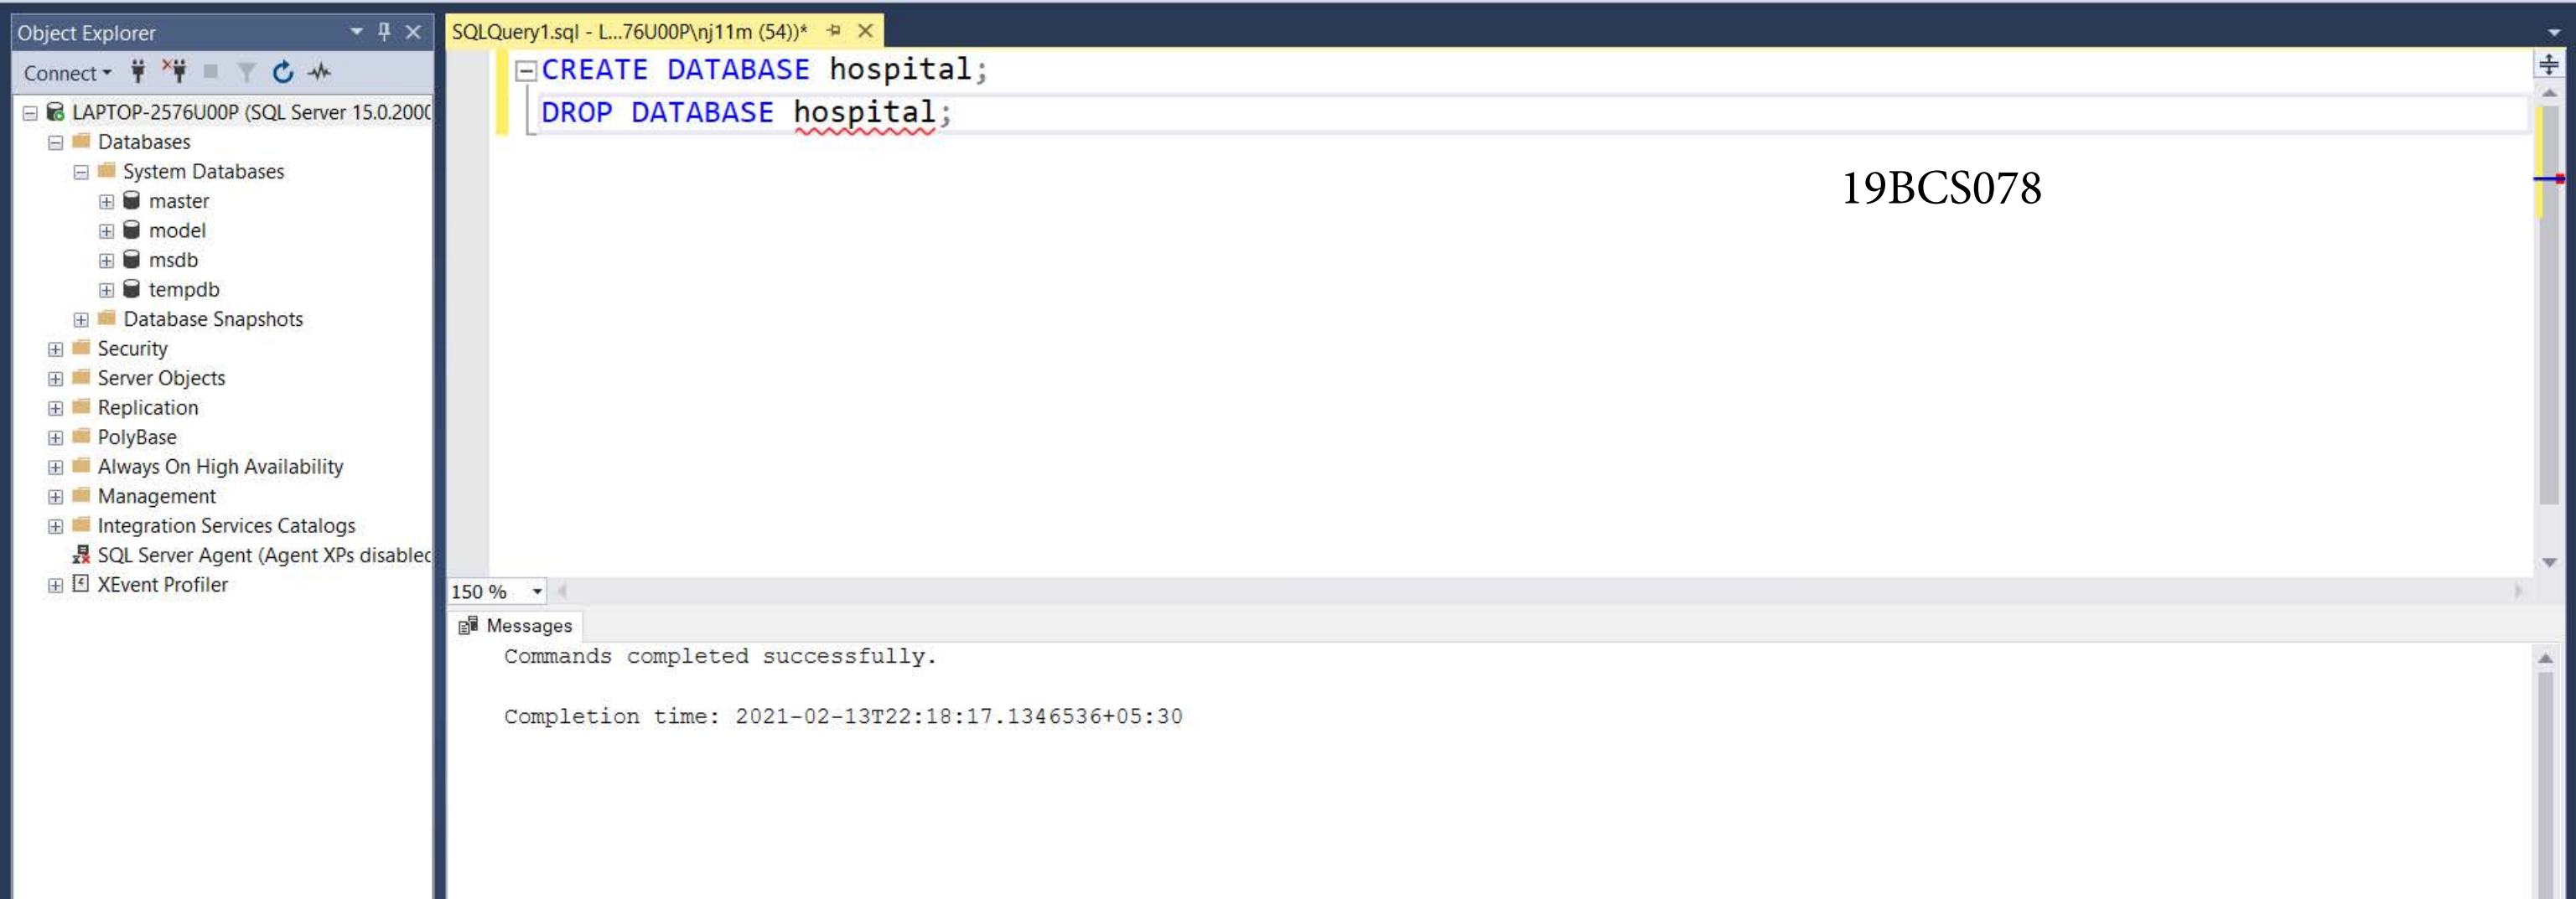 Object Explorer
Connect
LAPTOP-2576U00P (SQL Server 15.0.2000
Databases
System Databases
master
model
msdb
tempdb
Database Snapshots
Security
Server Objects
Replication
PolyBase
Always On High Availability
Management
Integration Services Catalogs
SQL Server Agent (Agent XPs disabled
XEvent Profiler
SQLQuery1.sql - L...76U00P\nj11m (54))*
CREATE DATABASE hospital;
DROP DATABASE hospital;
19BCS078
150 %
Messages
Commands completed successfully.
Completion time: 2021-02-13T22:18:17.1346536+05:30